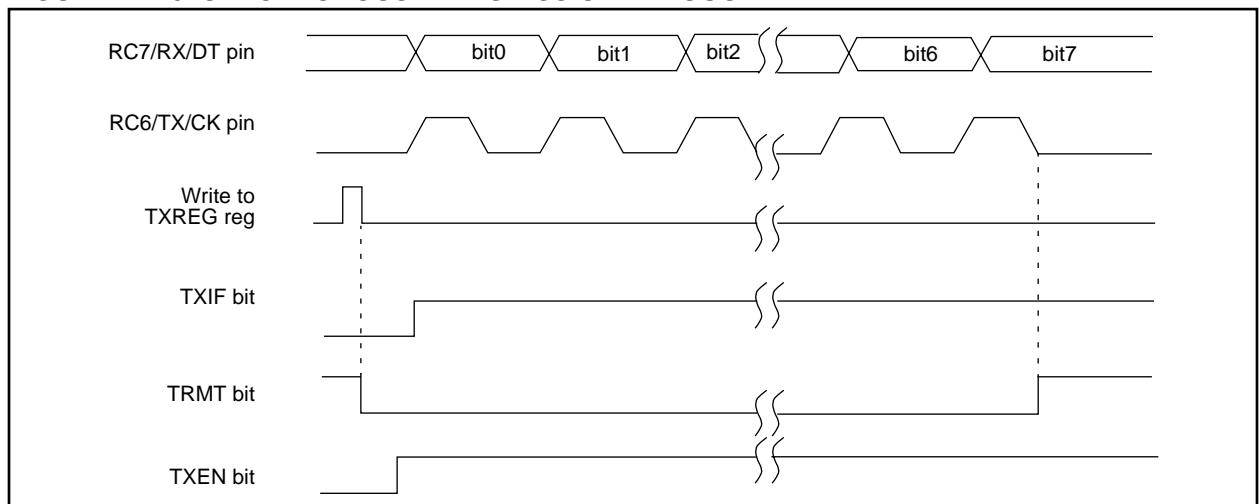 RC7/RX/DT pin
bit0 bit1 bit2 bit6 bit7
RC6/TX/CK pin
Write to
TXREG reg
TXIF bit
TRMT bit
TXEN bit